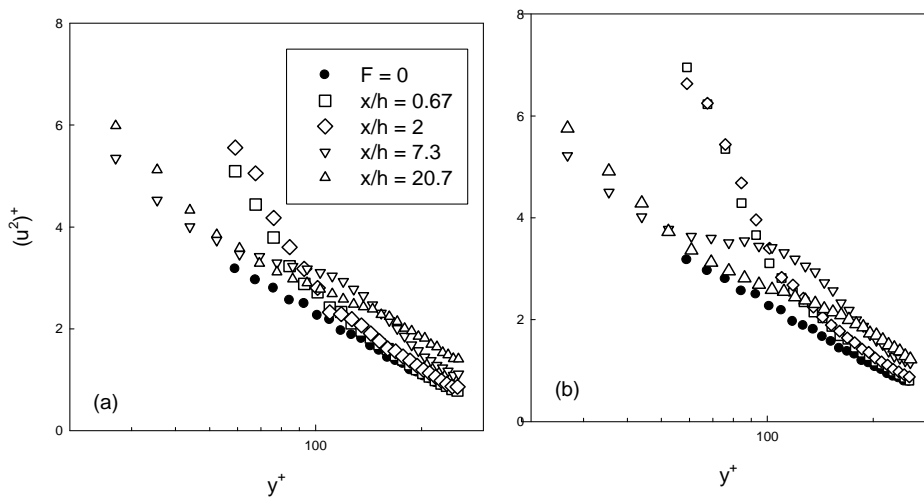 8
6
4
2
0
(u²)⁺
F = 0
x/h = 0.67
x/h = 2
x/h = 7.3
x/h = 20.7
(a)
100
y⁺
8
6
4
2
0
(b)
100
y⁺